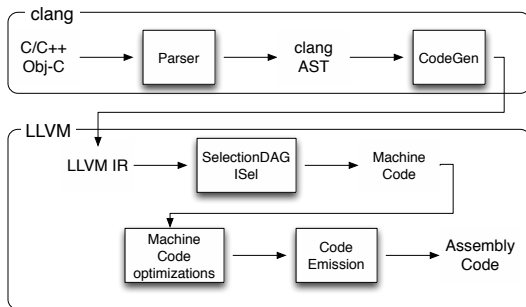 clang
C/C++
Obj-C
Parser
clang
AST
CodeGen
LLVM
LLVM IR
SelectionDAG
ISel
Machine
Code
Machine
Code
optimizations
Code
Emission
Assembly
Code